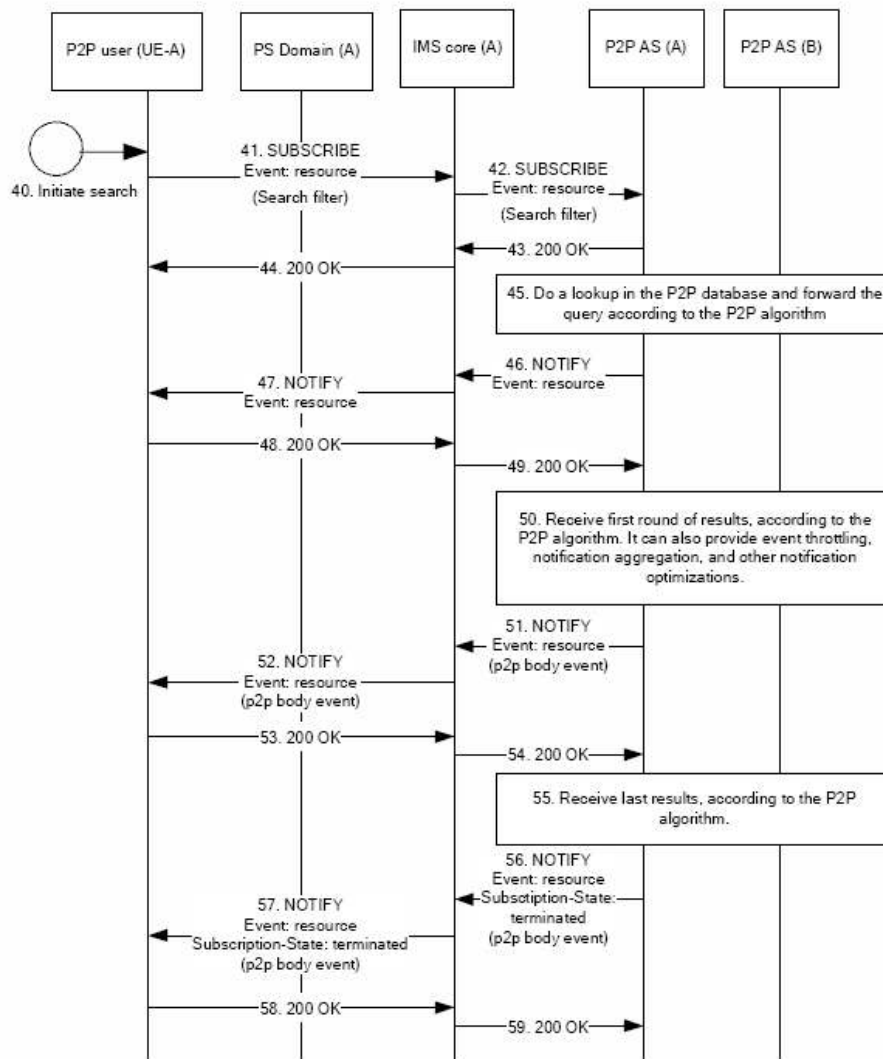 P2P user (UE-A)
PS Domain (A)
IMS core (A)
P2P AS (A)
P2P AS (B)
40. Initiate search
41. SUBSCRIBE
Event: resource
(Search filter)
42. SUBSCRIBE
Event: resource
(Search filter)
43. 200 OK
44. 200 OK
45. Do a lookup in the P2P database and forward the
query according to the P2P algorithm
46. NOTIFY
Event: resource
47. NOTIFY
Event: resource
48. 200 OK
49. 200 OK
50. Receive first round of results, according to the
P2P algorithm. It can also provide event throttling,
notification aggregation, and other notification
optimizations.
51. NOTIFY
Event: resource
(p2p body event)
52. NOTIFY
Event: resource
(p2p body event)
53. 200 OK
54. 200 OK
55. Receive last results, according to the P2P
algorithm.
56. NOTIFY
Event: resource
Subsctiption-State:
terminated
(p2p body event)
57. NOTIFY
Event: resource
Subscription-State: terminated
(p2p body event)
58. 200 OK
59. 200 OK